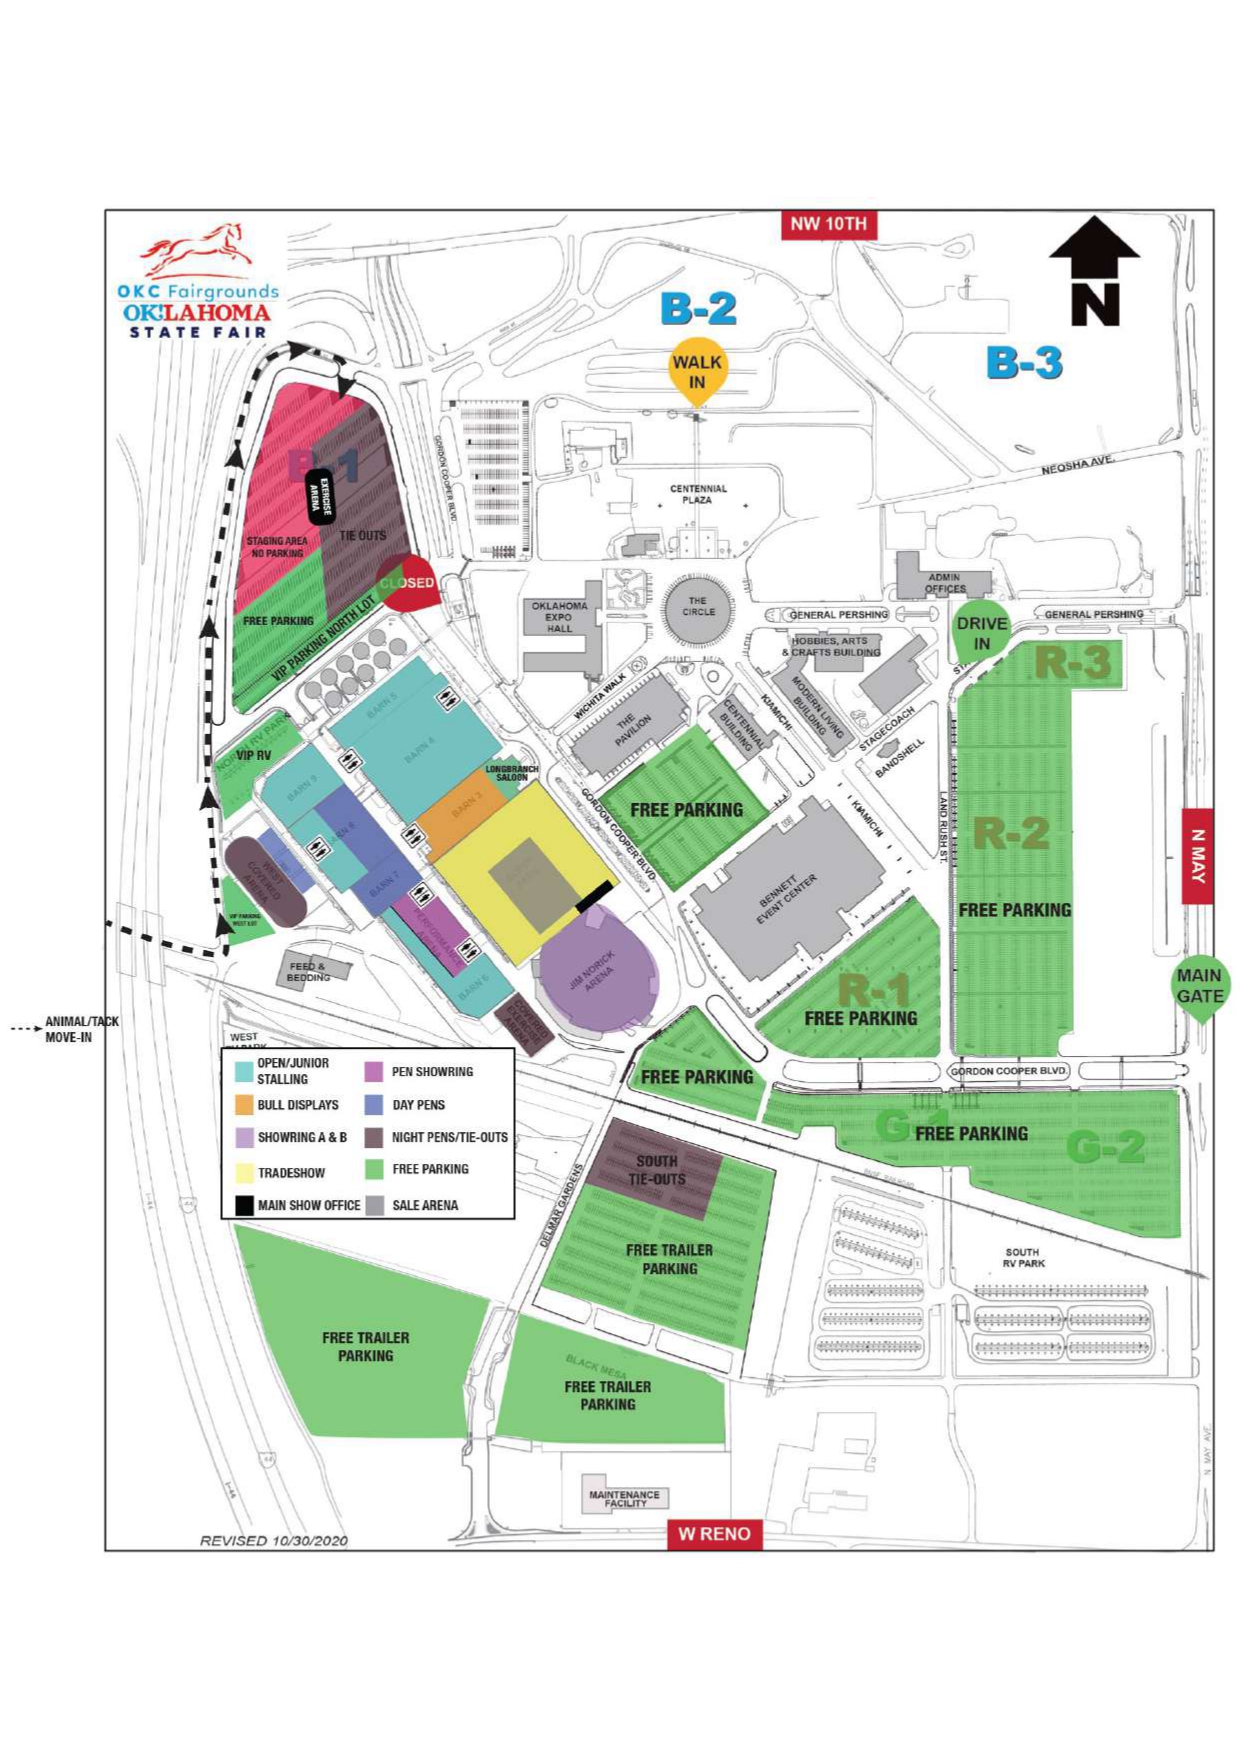 NW 10TH
OKC Fairgrounds
OK!LAHOMA
STATE FAIR
N
B-2
WALK
IN
B-3
NEOSHA AVE.
GORDON COOPER BLVD.
B-1
EXERCISE
ARENA
CENTENNIAL
PLAZA
STAGING AREA
NO PARKING
TIE OUTS
CLOSED
ADMIN
OFFICES
OKLAHOMA
EXPO
HALL
THE
CIRCLE
GENERAL PERSHING
GENERAL PERSHING
DRIVE
IN
FREE PARKING
VIP PARKING NORTH LOT
HOBBIES, ARTS
& CRAFTS BUILDING
R-3
WICHITA WALK
THE
PAVILION
CENTENNIAL
BUILDING
KIAMICHI
MODERN LIVING
BUILDING
STAGECOACH
BANDSHELL
BARN 5
BARN 4
VIP RV
NORTH RV PARK
LONGBRANCH
SALOON
BARN 9
BARN 3
GORDON COOPER BLVD.
FREE PARKING
KIAMICHI
LAND RUSH ST.
R-2
N MAY
BARN 8
BARN 7
WEST
COVERED
ARENA
BENNETT
EVENT CENTER
FREE PARKING
VIP PARKING
WEST LOT
PERFORMANCE
ARENA
FEED &
BEDDING
JIM NORICK
ARENA
BARN 6
R-1
FREE PARKING
MAIN
GATE
COVERED
EXERCISE
ARENA
ANIMAL/TACK
MOVE-IN
WEST
OPEN/JUNIOR
STALLING
PEN SHOWRING
BULL DISPLAYS
DAY PENS
SHOWRING A & B
NIGHT PENS/TIE-OUTS
TRADESHOW
FREE PARKING
MAIN SHOW OFFICE
SALE ARENA
FREE PARKING
GORDON COOPER BLVD.
G-1
FREE PARKING
G-2
SOUTH
TIE-OUTS
DELMAR GARDENS
FREE TRAILER
PARKING
SOUTH
RV PARK
FREE TRAILER
PARKING
BLACK MESA
FREE TRAILER
PARKING
I-44
44
44
I-44
N MAY AVE.
MAINTENANCE
FACILITY
W RENO
REVISED 10/30/2020